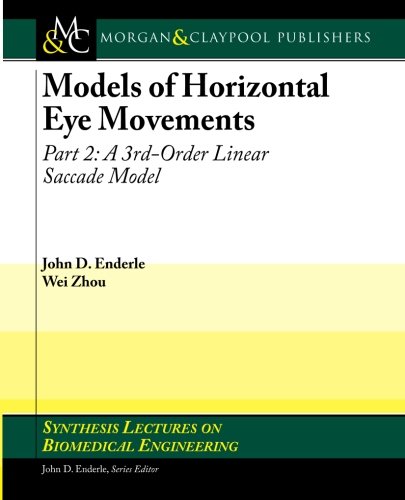 M&C
MORGAN&CLAYPOOL PUBLISHERS
Models of Horizontal
Eye Movements
Part 2: A 3rd-Order Linear
Saccade Model
John D. Enderle
Wei Zhou
SYNTHESIS LECTURES ON
BIOMEDICAL ENGINEERING
John D. Enderle, Series Editor